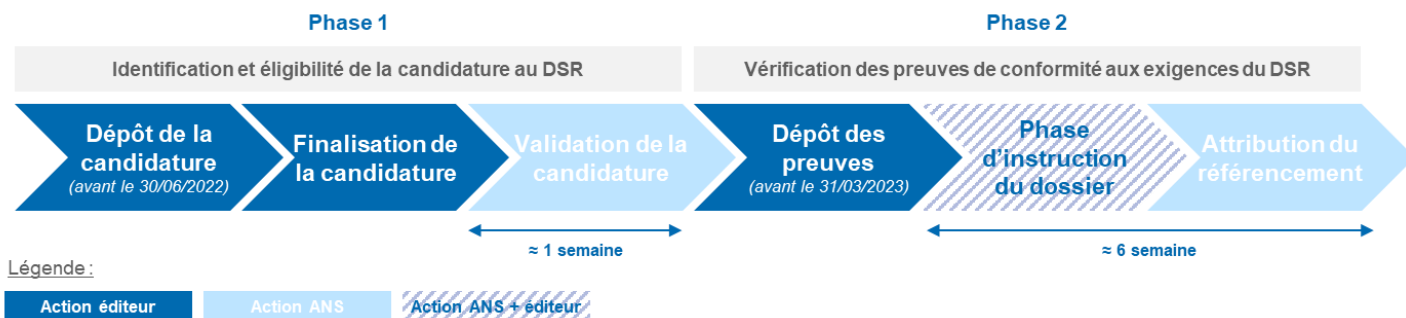 Phase 1
Phase 2
Identification et éligibilité de la candidature au DSR
Vérification des preuves de conformité aux exigences du DSR
Dépôt de la
candidature
(avant le 30/06/2022)
Finalisation de
la candidature
Validation de la
candidature
Dépôt des
preuves
(avant le 31/03/2023)
Phase
d'instruction
du dossier
Attribution du
référencement
≈ 1 semaine
≈ 6 semaine
Légende :
Action éditeur
Action ANS
Action ANS + éditeur